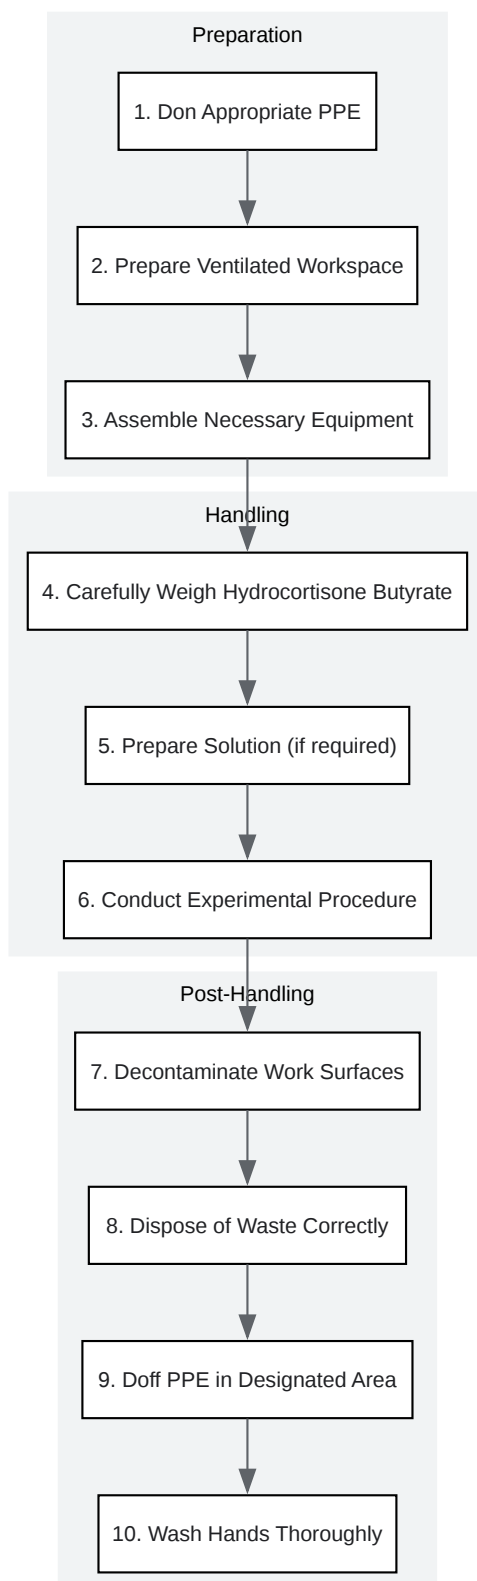 Preparation
1. Don Appropriate PPE
2. Prepare Ventilated Workspace
3. Assemble Necessary Equipment
Handling
4. Carefully Weigh Hydrocortisone Butyrate
5. Prepare Solution (if required)
6. Conduct Experimental Procedure
Post-Handling
7. Decontaminate Work Surfaces
8. Dispose of Waste Correctly
9. Doff PPE in Designated Area
10. Wash Hands Thoroughly